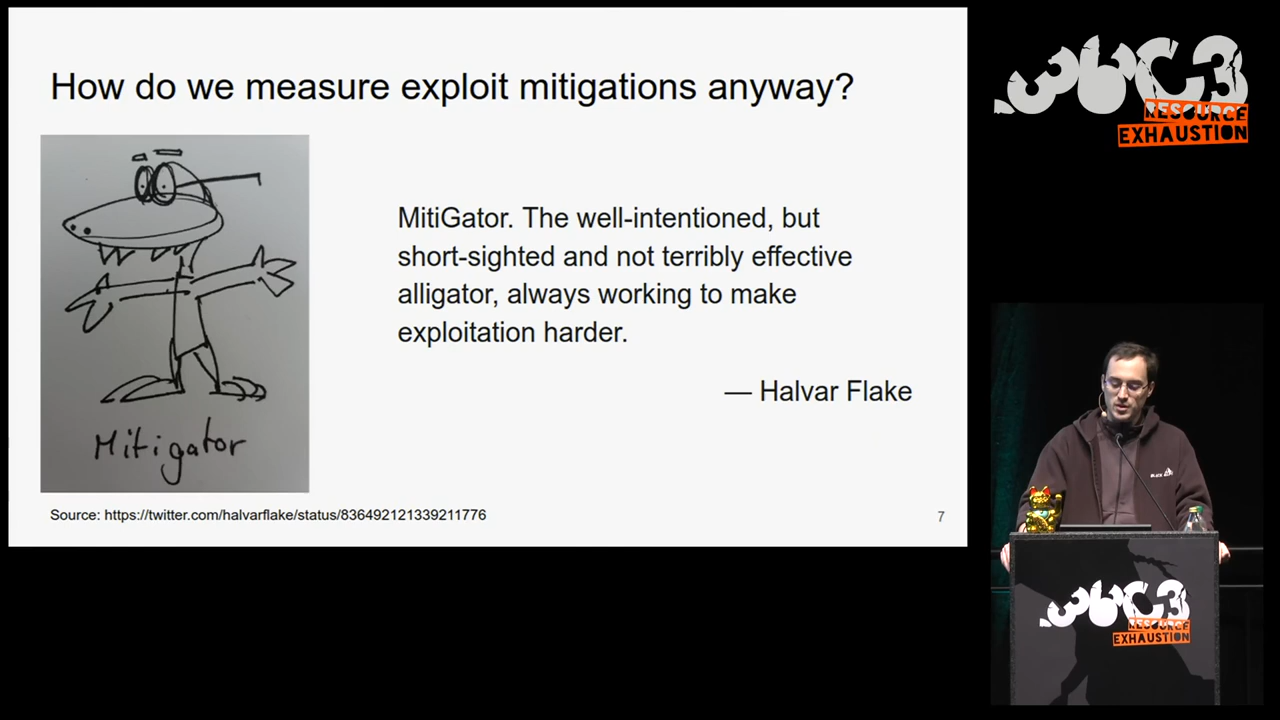 How do we measure exploit mitigations anyway?
MitiGator. The well-intentioned, but
short-sighted and not terribly effective
alligator, always working to make
exploitation harder.
— Halvar Flake
Mitigator
Source: https://twitter.com/halvarflake/status/836492121339211776
7
36C3
RESOURCE
EXHAUSTION
36C3
RESOURCE
EXHAUSTION